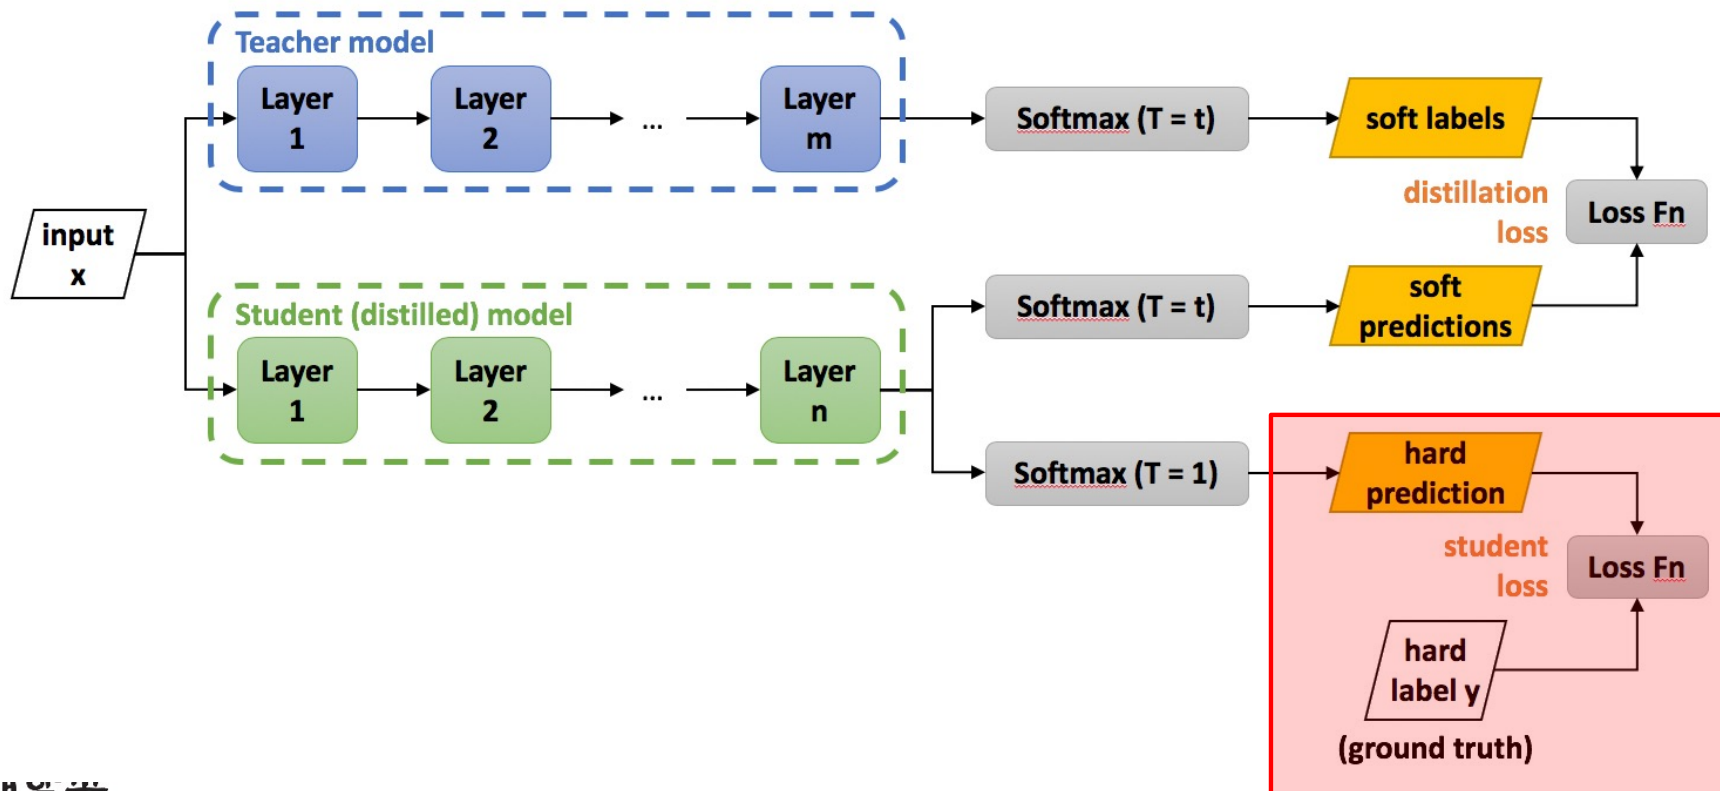 Teacher model
Layer
1
Layer
2
...
Layer
m
Softmax (T = t)
soft labels
distillation
loss
Loss Fn
input
x
Student (distilled) model
Layer
1
Layer
2
...
Layer
n
Softmax (T = t)
soft
predictions
Softmax (T = 1)
hard
prediction
student
loss
Loss Fn
hard
label y
(ground truth)